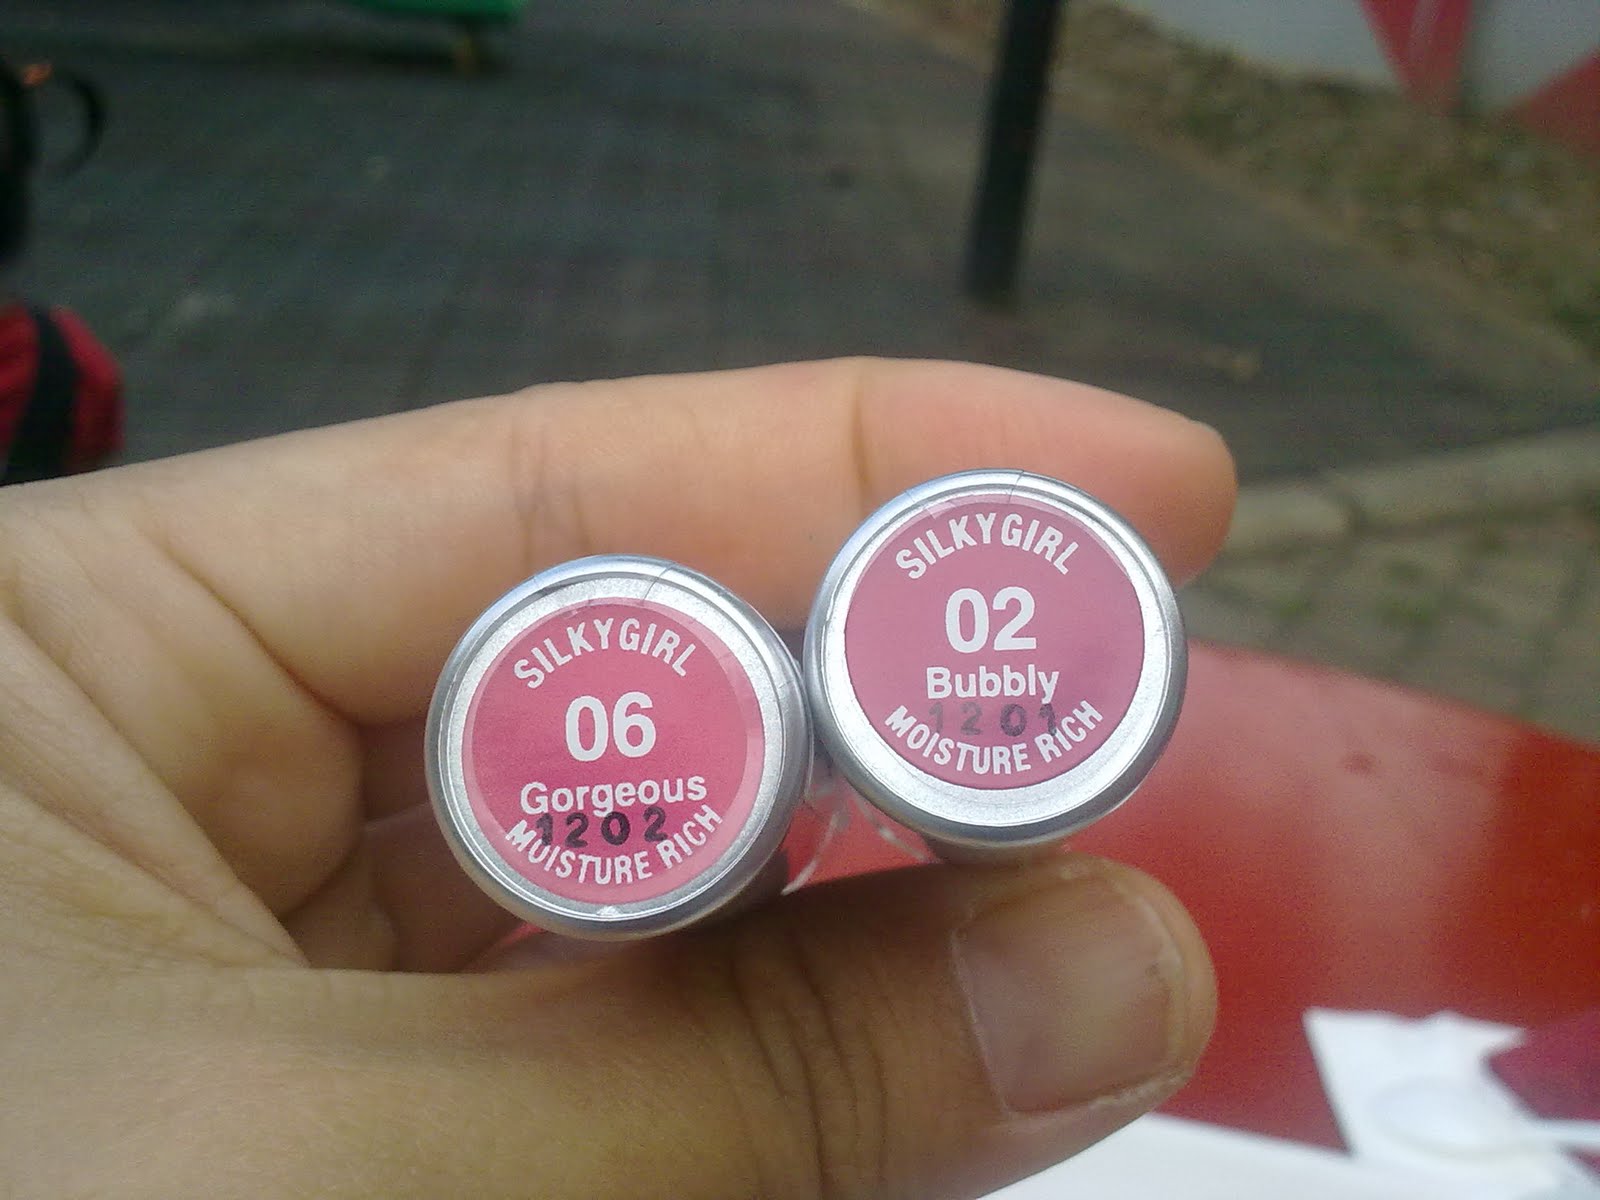 SILKYGIRL
06
Gorgeous
1202
MOISTURE RICH
SILKYGIRL
02
Bubbly
1201
MOISTURE RICH